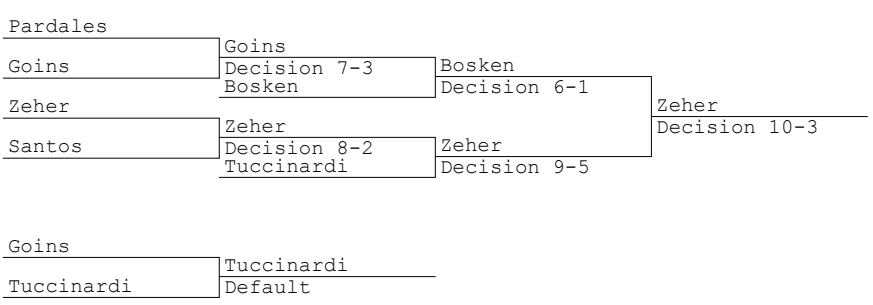 Pardales
Goins
Goins
Decision 7-3
Bosken
Bosken
Decision 6-1
Zeher
Zeher
Decision 10-3
Zeher
Santos
Decision 8-2
Zeher
Tuccinardi
Decision 9-5
Goins
Tuccinardi
Tuccinardi
Default